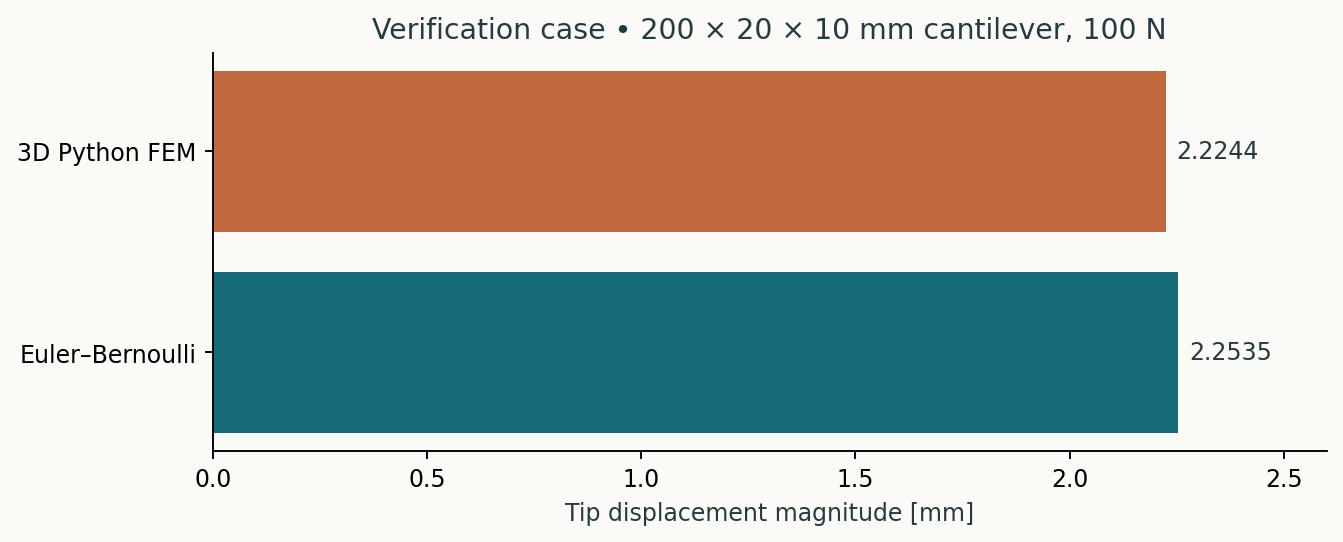 Verification case • 200 × 20 × 10 mm cantilever, 100 N
3D Python FEM
2.2244
Euler–Bernoulli
2.2535
0.0 0.5 1.0 1.5 2.0 2.5
Tip displacement magnitude [mm]